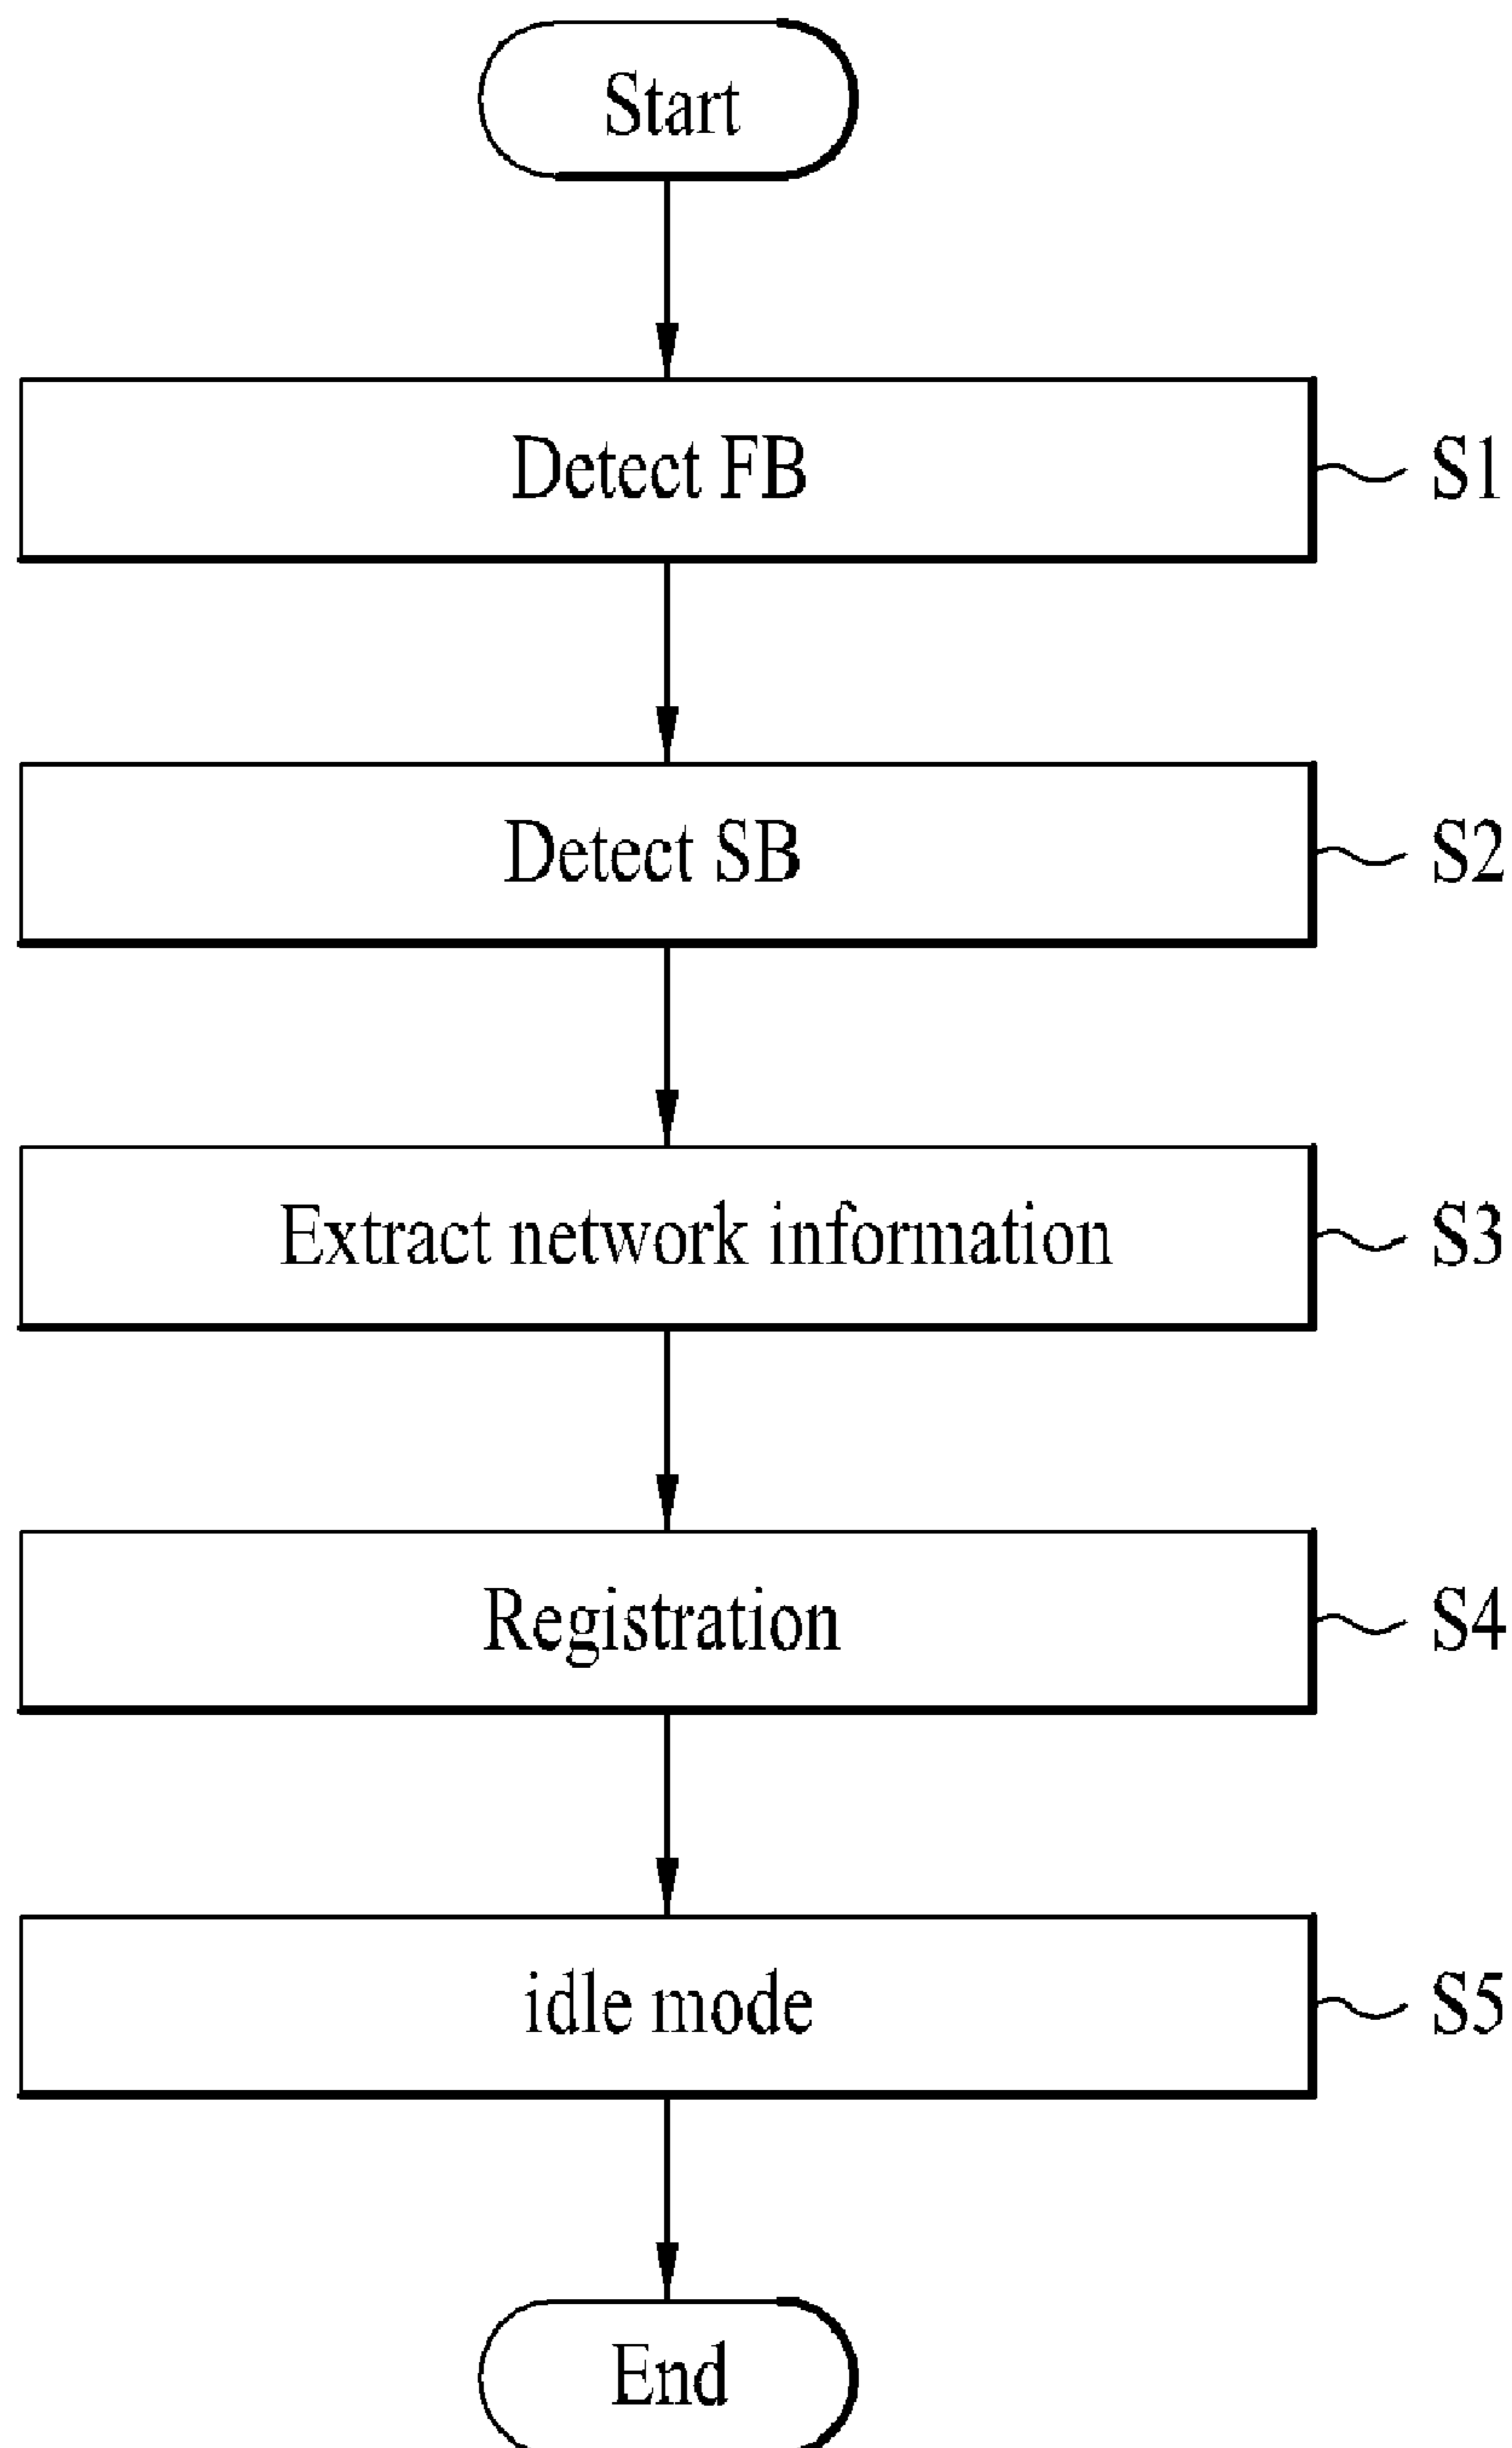 Start
Detect FB
S1
Detect SB
S2
Extract network information
S3
Registration
S4
idle mode
S5
End